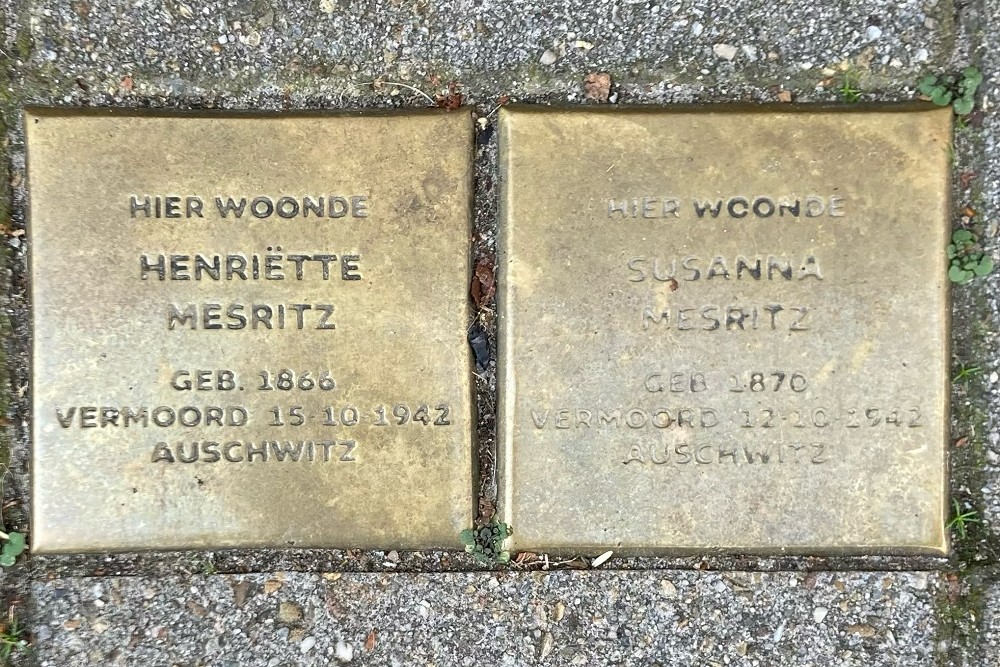 HIER WOONDE
HENRIËTTE
MESRITZ
GEB. 1866
VERMOORD 15-10-1942
AUSCHWITZ
HIER WOONDE
SUSANNA
MESRITZ
GEB. 1870
VERMOORD 12-10-1942
AUSCHWITZ